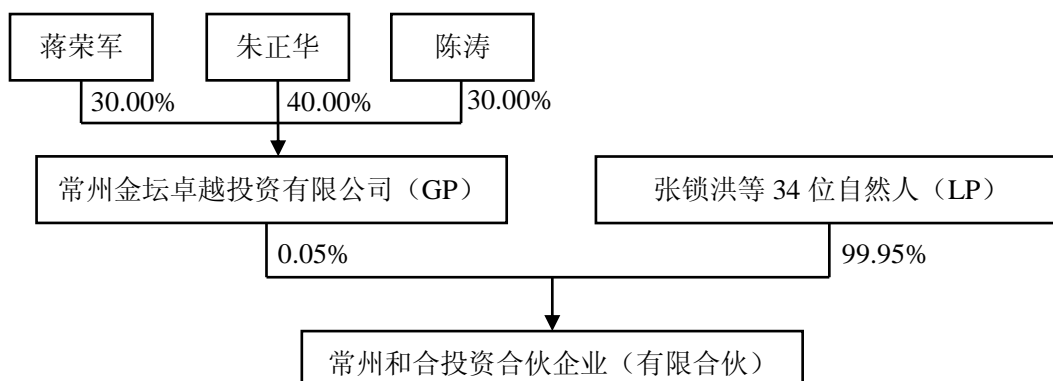 蒋荣军
朱正华
陈涛
30.00%
40.00%
30.00%
常州金坛卓越投资有限公司（GP）
张锁洪等 34 位自然人（LP）
0.05%
99.95%
常州和合投资合伙企业（有限合伙）